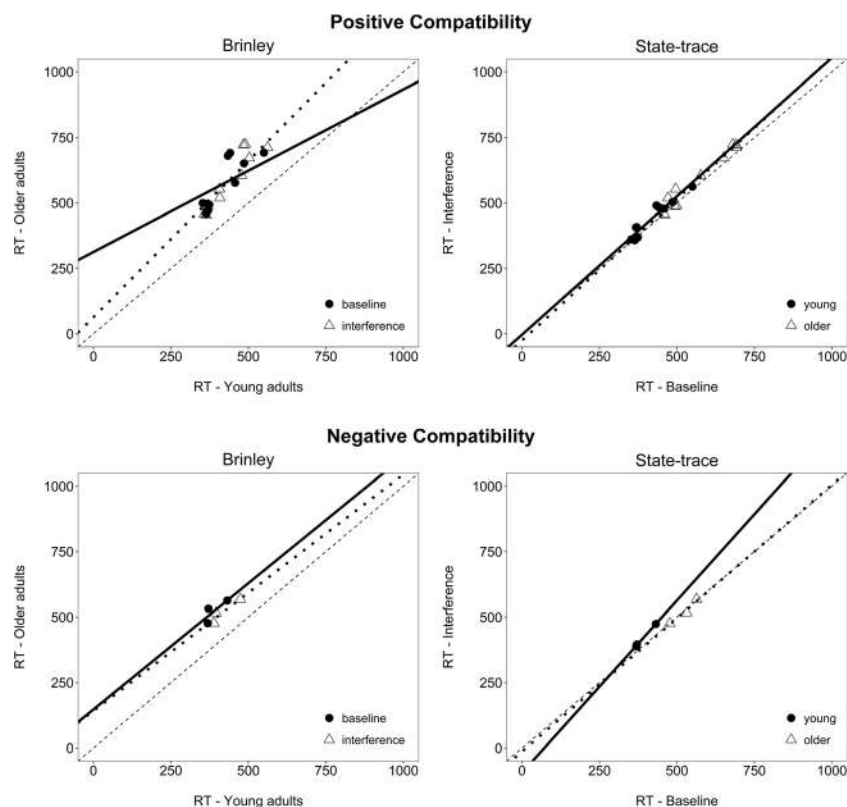 Positive Compatibility
Brinley
State-trace
RT - Older adults
1000
750
500
250
0
baseline
interference
0 250 500 750 1000
RT - Young adults
RT - Interference
1000
750
500
250
0
young
older
0 250 500 750 1000
RT - Baseline
Negative Compatibility
Brinley
State-trace
RT - Older adults
1000
750
500
250
0
baseline
interference
0 250 500 750 1000
RT - Young adults
RT - Interference
1000
750
500
250
0
young
older
0 250 500 750 1000
RT - Baseline